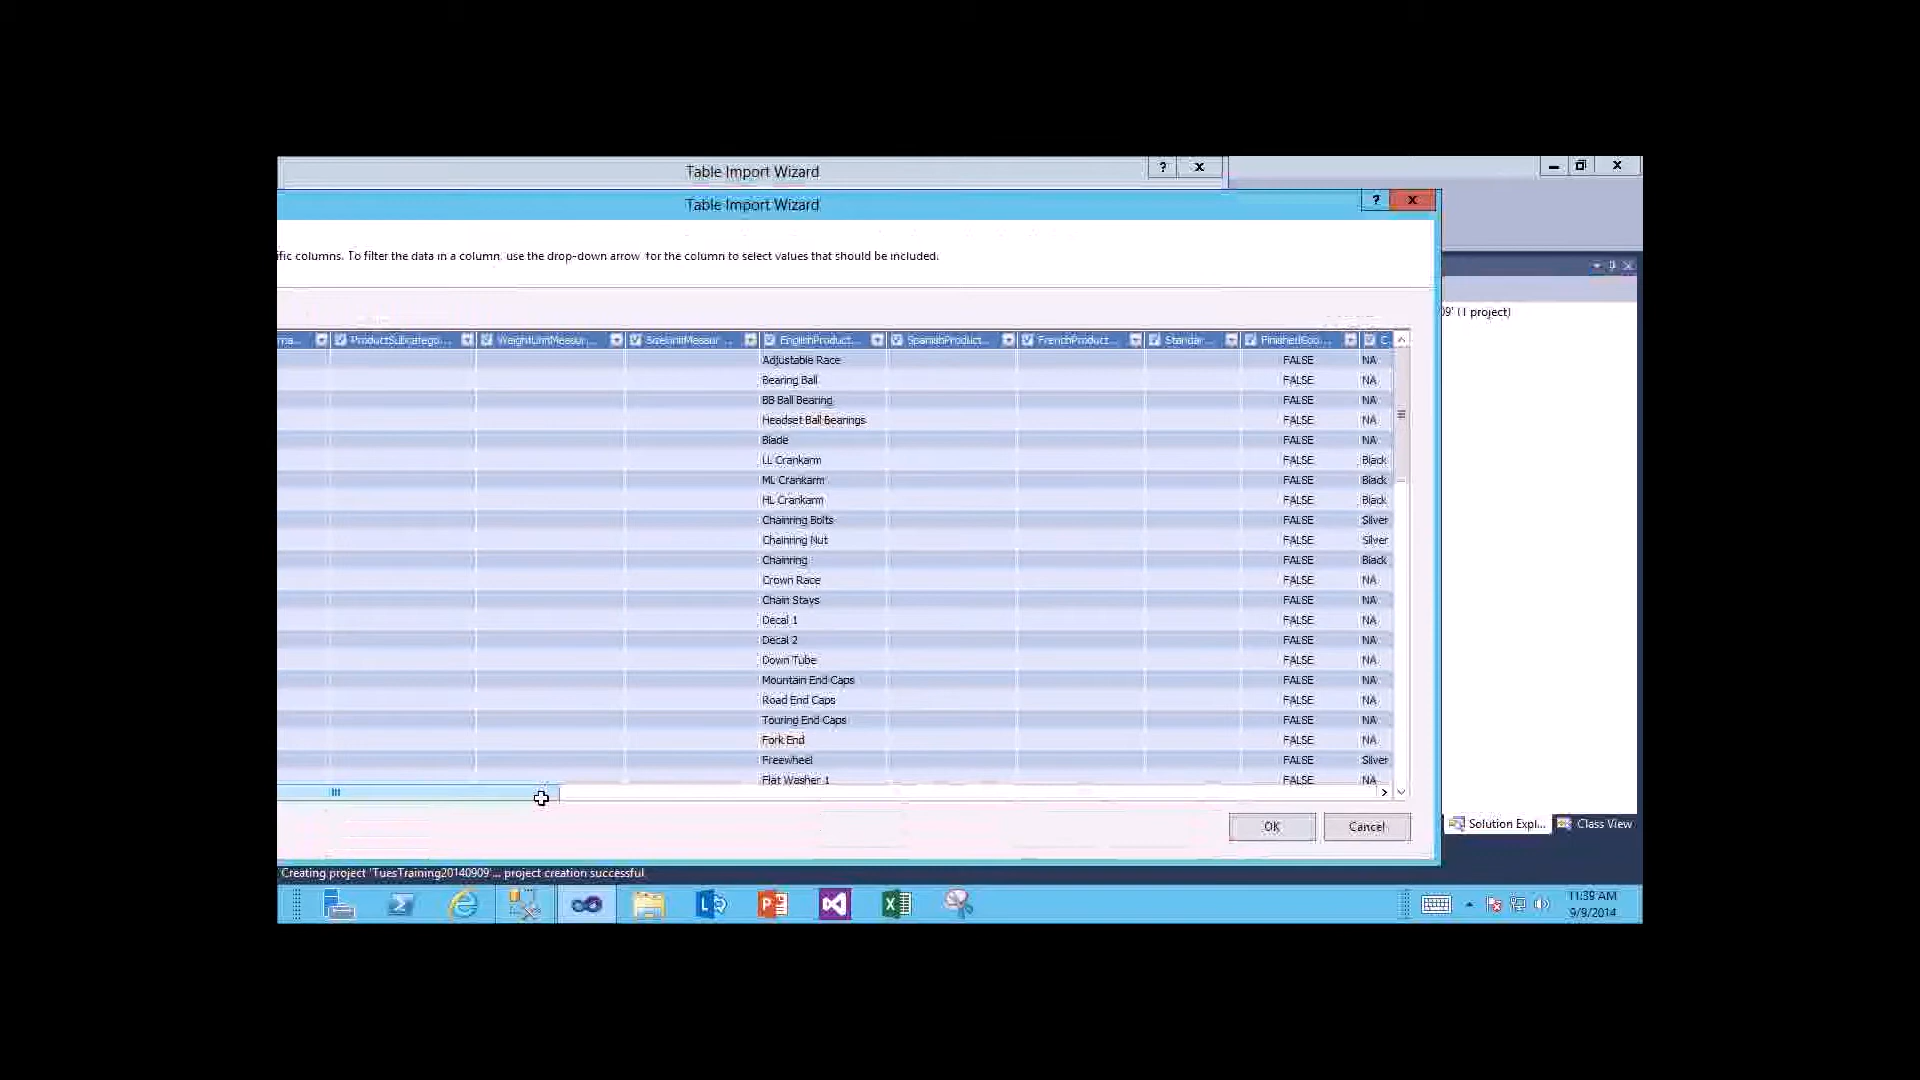 Table Import Wizard ? x
Table Import Wizard ? x
ific columns. To filter the data in a column, use the drop-down arrow for the column to select values that should be included.
09' (1 project)
ProductSubcatego... WeightUnitMeasur... SizeUnitMeasur... EnglishProduct... SpanishProduct... FrenchProduct... Standar... FinishedGoo... C
Adjustable Race FALSE NA
Bearing Ball FALSE NA
BB Ball Bearing FALSE NA
Headset Ball Bearings FALSE NA
Blade FALSE NA
LL Crankarm FALSE Black
ML Crankarm FALSE Black
HL Crankarm FALSE Black
Chainring Bolts FALSE Silver
Chainring Nut FALSE Silver
Chainring FALSE Black
Crown Race FALSE NA
Chain Stays FALSE NA
Decal 1 FALSE NA
Decal 2 FALSE NA
Down Tube FALSE NA
Mountain End Caps FALSE NA
Road End Caps FALSE NA
Touring End Caps FALSE NA
Fork End FALSE NA
Freewheel FALSE Silver
Flat Washer 1 FALSE NA
OK Cancel
Solution Expl... Class View
Creating project 'TuesTraining20140909'... project creation successful
11:39 AM
9/9/2014